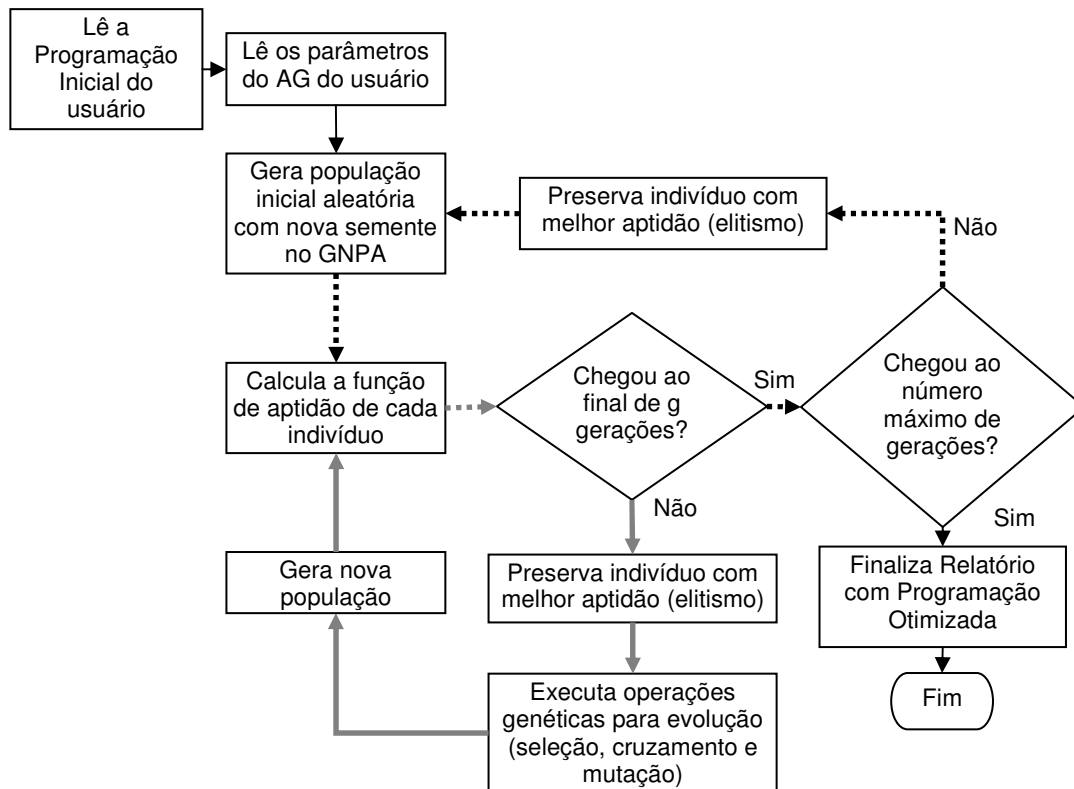 Lê a
Programação
Inicial do
usuário
Lê os parâmetros
do AG do usuário
Gera população
inicial aleatória
com nova semente
no GNPA
Preserva indivíduo com
melhor aptidão (elitismo)
Não
Calcula a função
de aptidão de cada
indivíduo
Chegou ao
final de g
gerações?
Sim
Chegou ao
número
máximo de
gerações?
Não
Sim
Gera nova
população
Preserva indivíduo com
melhor aptidão (elitismo)
Finaliza Relatório
com Programação
Otimizada
Executa operações
genéticas para evolução
(seleção, cruzamento e
mutação)
Fim